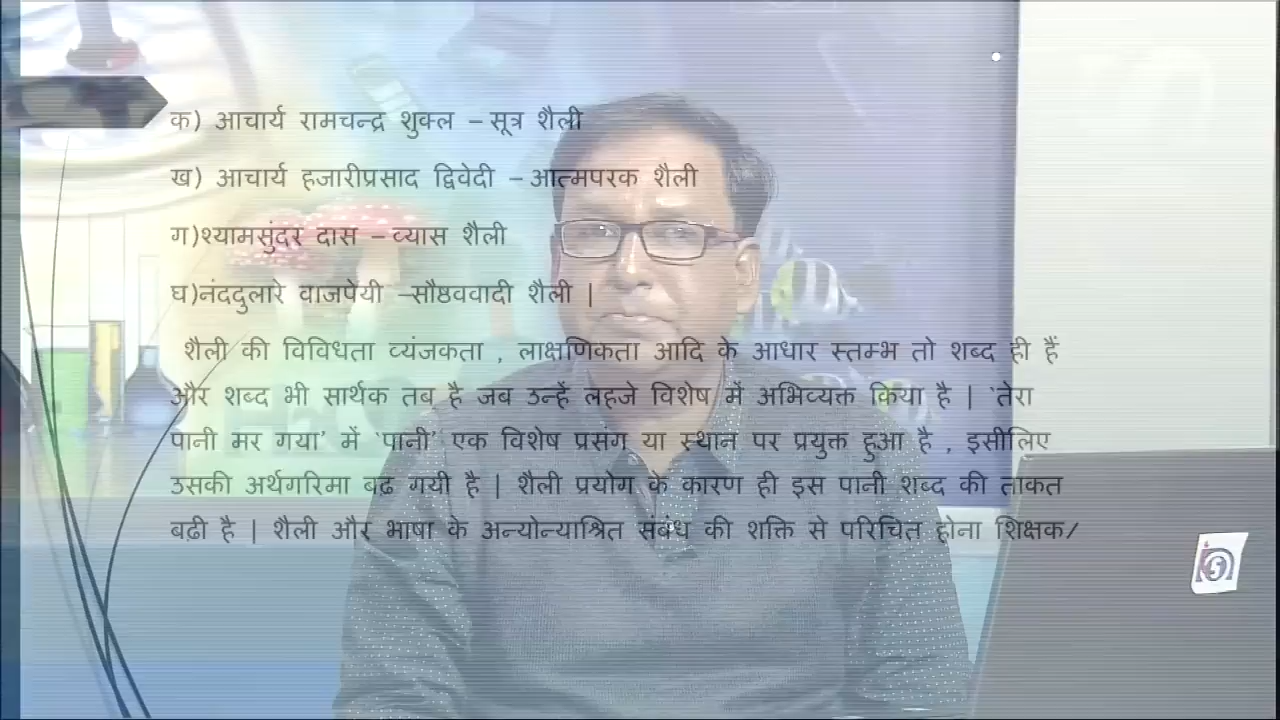 क) आचार्य रामचन्द्र शुक्ल – सूत्र शैली
ख) आचार्य हजारीप्रसाद द्विवेदी – आत्मपरक शैली
ग)श्यामसुंदर दास – व्यास शैली
घ)नंददुलारे वाजपेयी –सौष्ठववादी शैली |
शैली की विविधता व्यंजकता , लाक्षणिकता आदि के आधार स्तम्भ तो शब्द ही हैं
और शब्द भी सार्थक तब है जब उन्हें लहजे विशेष में अभिव्यक्त किया है | 'तेरा
पानी मर गया' में 'पानी' एक विशेष प्रसंग या स्थान पर प्रयुक्त हुआ है , इसीलिए
उसकी अर्थगरिमा बढ़ गयी है | शैली प्रयोग के कारण ही इस पानी शब्द की ताकत
बढ़ी है | शैली और भाषा के अन्योन्याश्रित संबंध की शक्ति से परिचित होना शिक्षक/